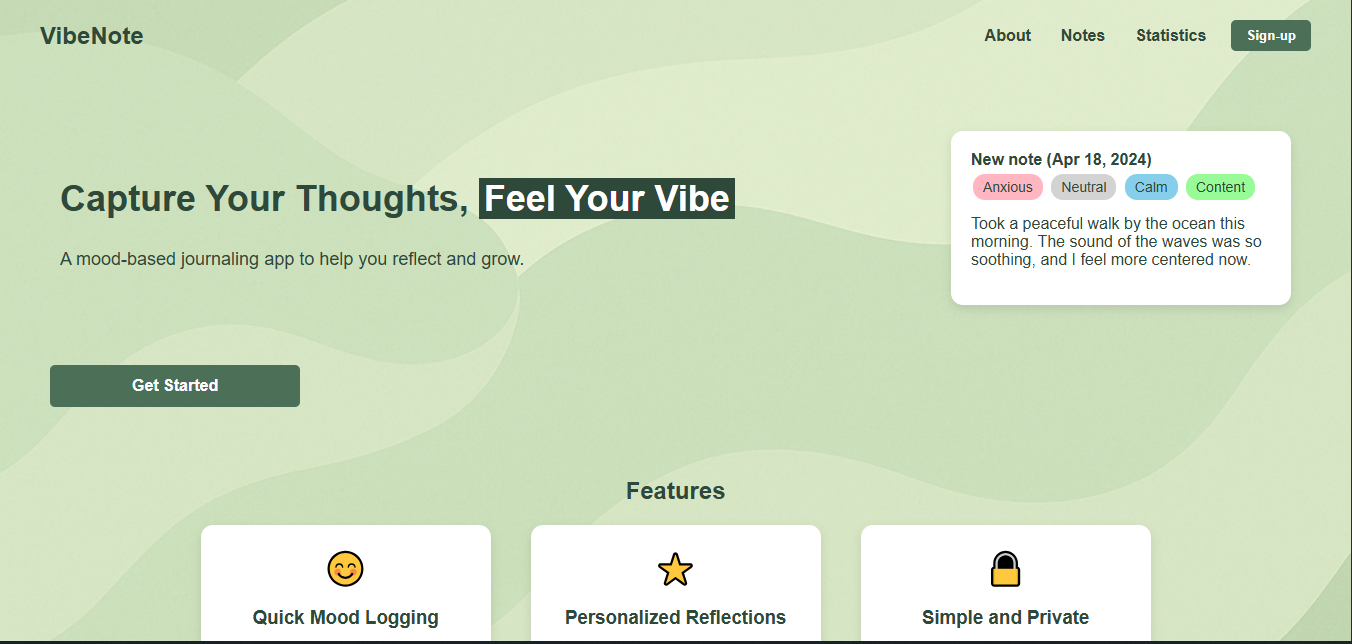 VibeNote
About Notes Statistics Sign-up
Capture Your Thoughts, Feel Your Vibe
A mood-based journaling app to help you reflect and grow.
Get Started
New note (Apr 18, 2024)
Anxious Neutral Calm Content
Took a peaceful walk by the ocean this
morning. The sound of the waves was so
soothing, and I feel more centered now.
Features
Quick Mood Logging
Personalized Reflections
Simple and Private